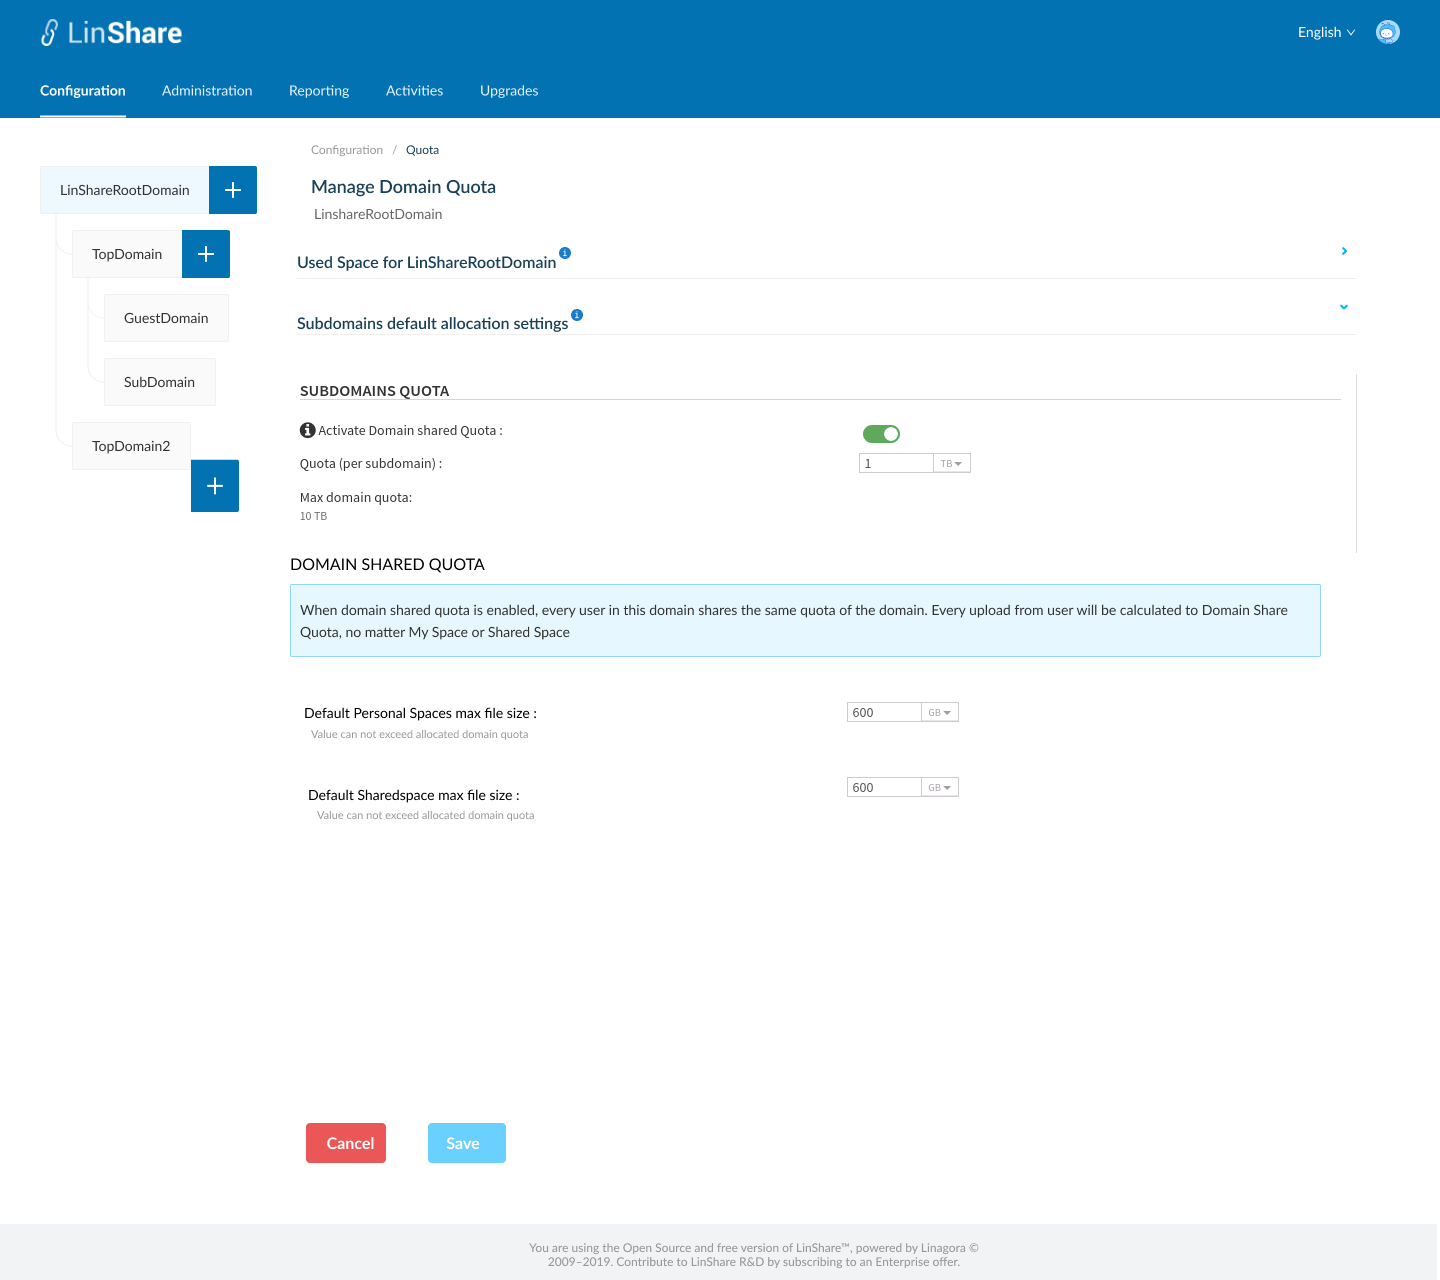 LinShare
English
Configuration
Administration
Reporting
Activities
Upgrades
LinShareRootDomain
TopDomain
GuestDomain
SubDomain
TopDomain2
Configuration / Quota
Manage Domain Quota
LinshareRootDomain
Used Space for LinShareRootDomain
Subdomains default allocation settings
SUBDOMAINS QUOTA
Activate Domain shared Quota :
Quota (per subdomain) :
1 TB
Max domain quota:
10 TB
DOMAIN SHARED QUOTA
When domain shared quota is enabled, every user in this domain shares the same quota of the domain. Every upload from user will be calculated to Domain Share
Quota, no matter My Space or Shared Space
Default Personal Spaces max file size :
600 GB
Value can not exceed allocated domain quota
Default Sharedspace max file size :
600 GB
Value can not exceed allocated domain quota
Cancel
Save
You are using the Open Source and free version of LinShare™, powered by Linagora ©
2009–2019. Contribute to LinShare R&D by subscribing to an Enterprise offer.